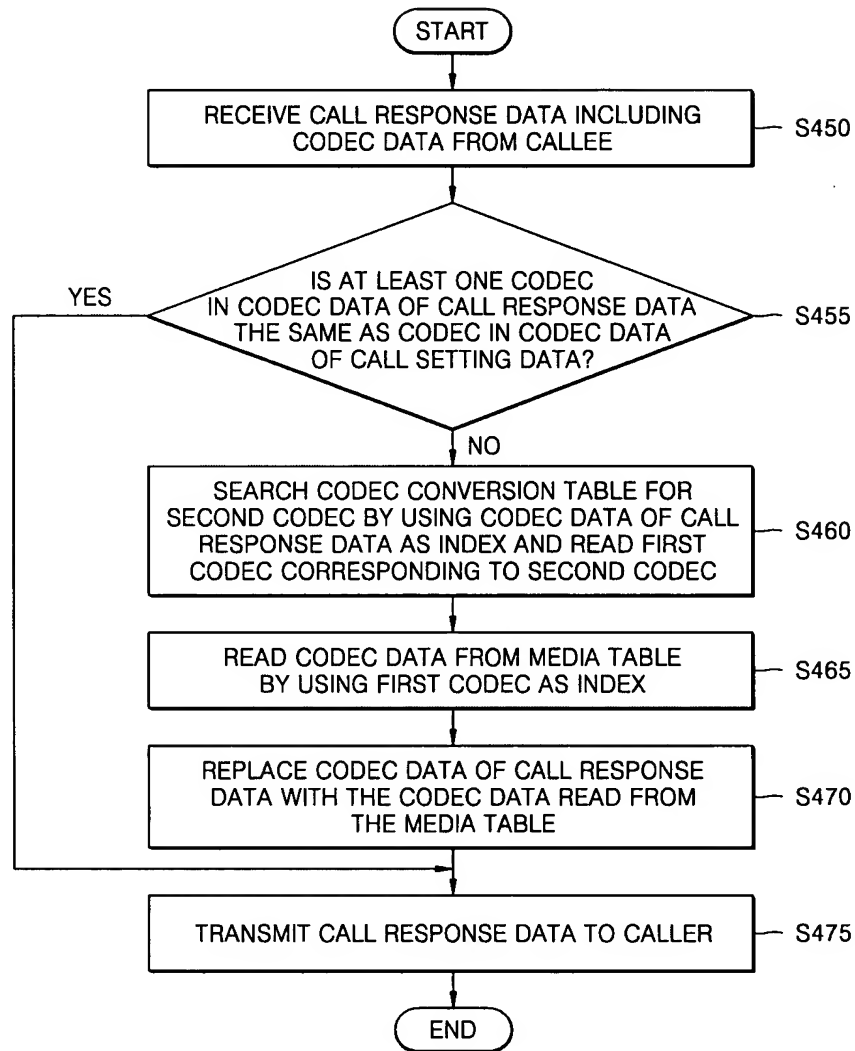 START
RECEIVE CALL RESPONSE DATA INCLUDING
CODEC DATA FROM CALLEE
S450
IS AT LEAST ONE CODEC
IN CODEC DATA OF CALL RESPONSE DATA
THE SAME AS CODEC IN CODEC DATA
OF CALL SETTING DATA?
S455
YES
NO
SEARCH CODEC CONVERSION TABLE FOR
SECOND CODEC BY USING CODEC DATA OF CALL
RESPONSE DATA AS INDEX AND READ FIRST
CODEC CORRESPONDING TO SECOND CODEC
S460
READ CODEC DATA FROM MEDIA TABLE
BY USING FIRST CODEC AS INDEX
S465
REPLACE CODEC DATA OF CALL RESPONSE
DATA WITH THE CODEC DATA READ FROM
THE MEDIA TABLE
S470
TRANSMIT CALL RESPONSE DATA TO CALLER
S475
END